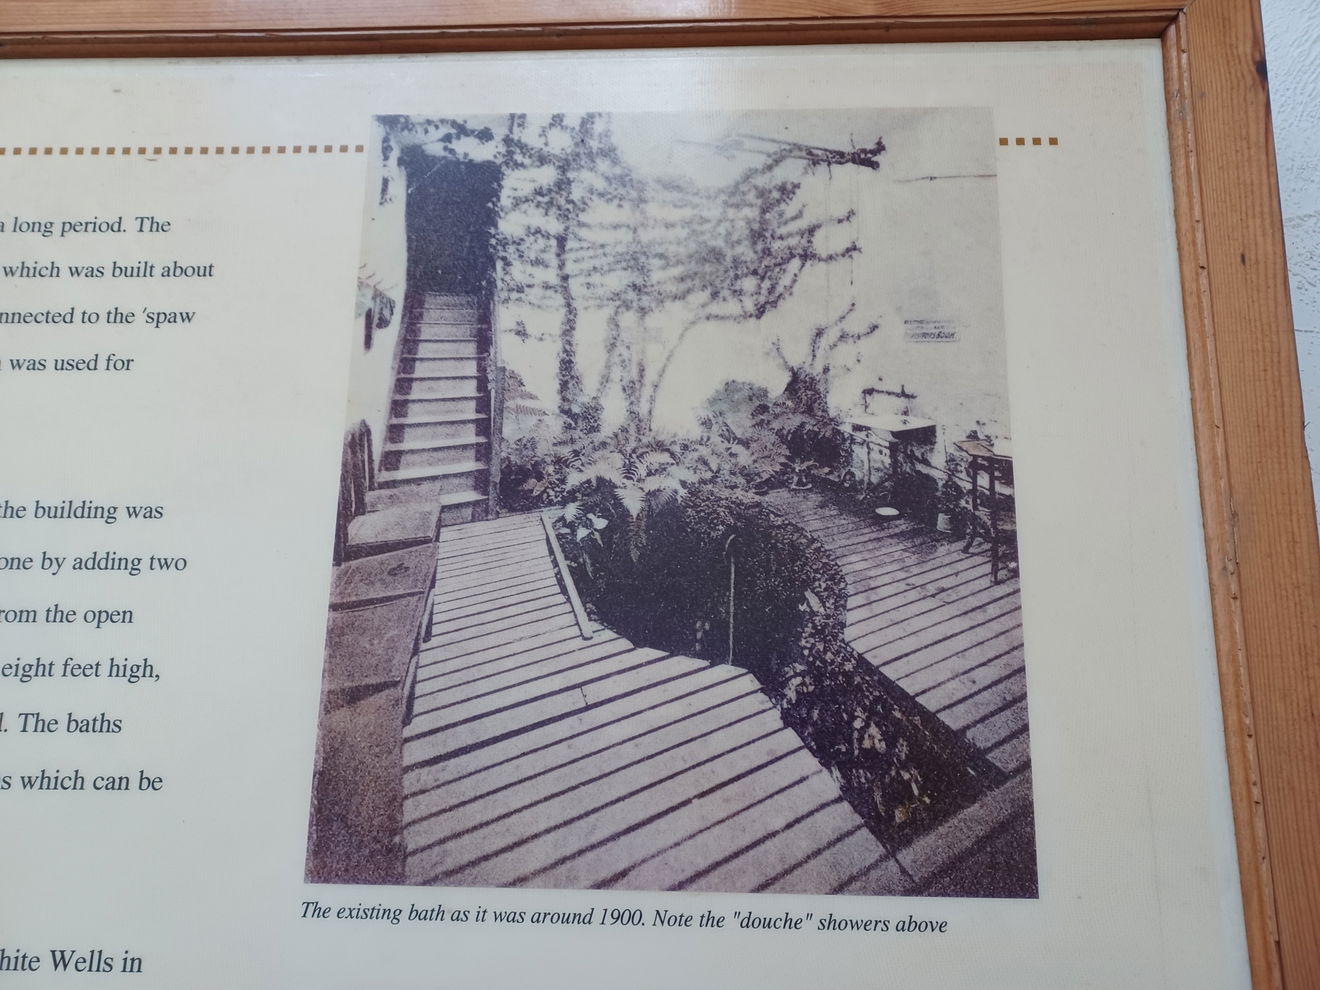 a long period. The
which was built about
nnected to the 'spaw
was used for
the building was
one by adding two
rom the open
eight feet high,
. The baths
s which can be
hite Wells in
The existing bath as it was around 1900. Note the "douche" showers above